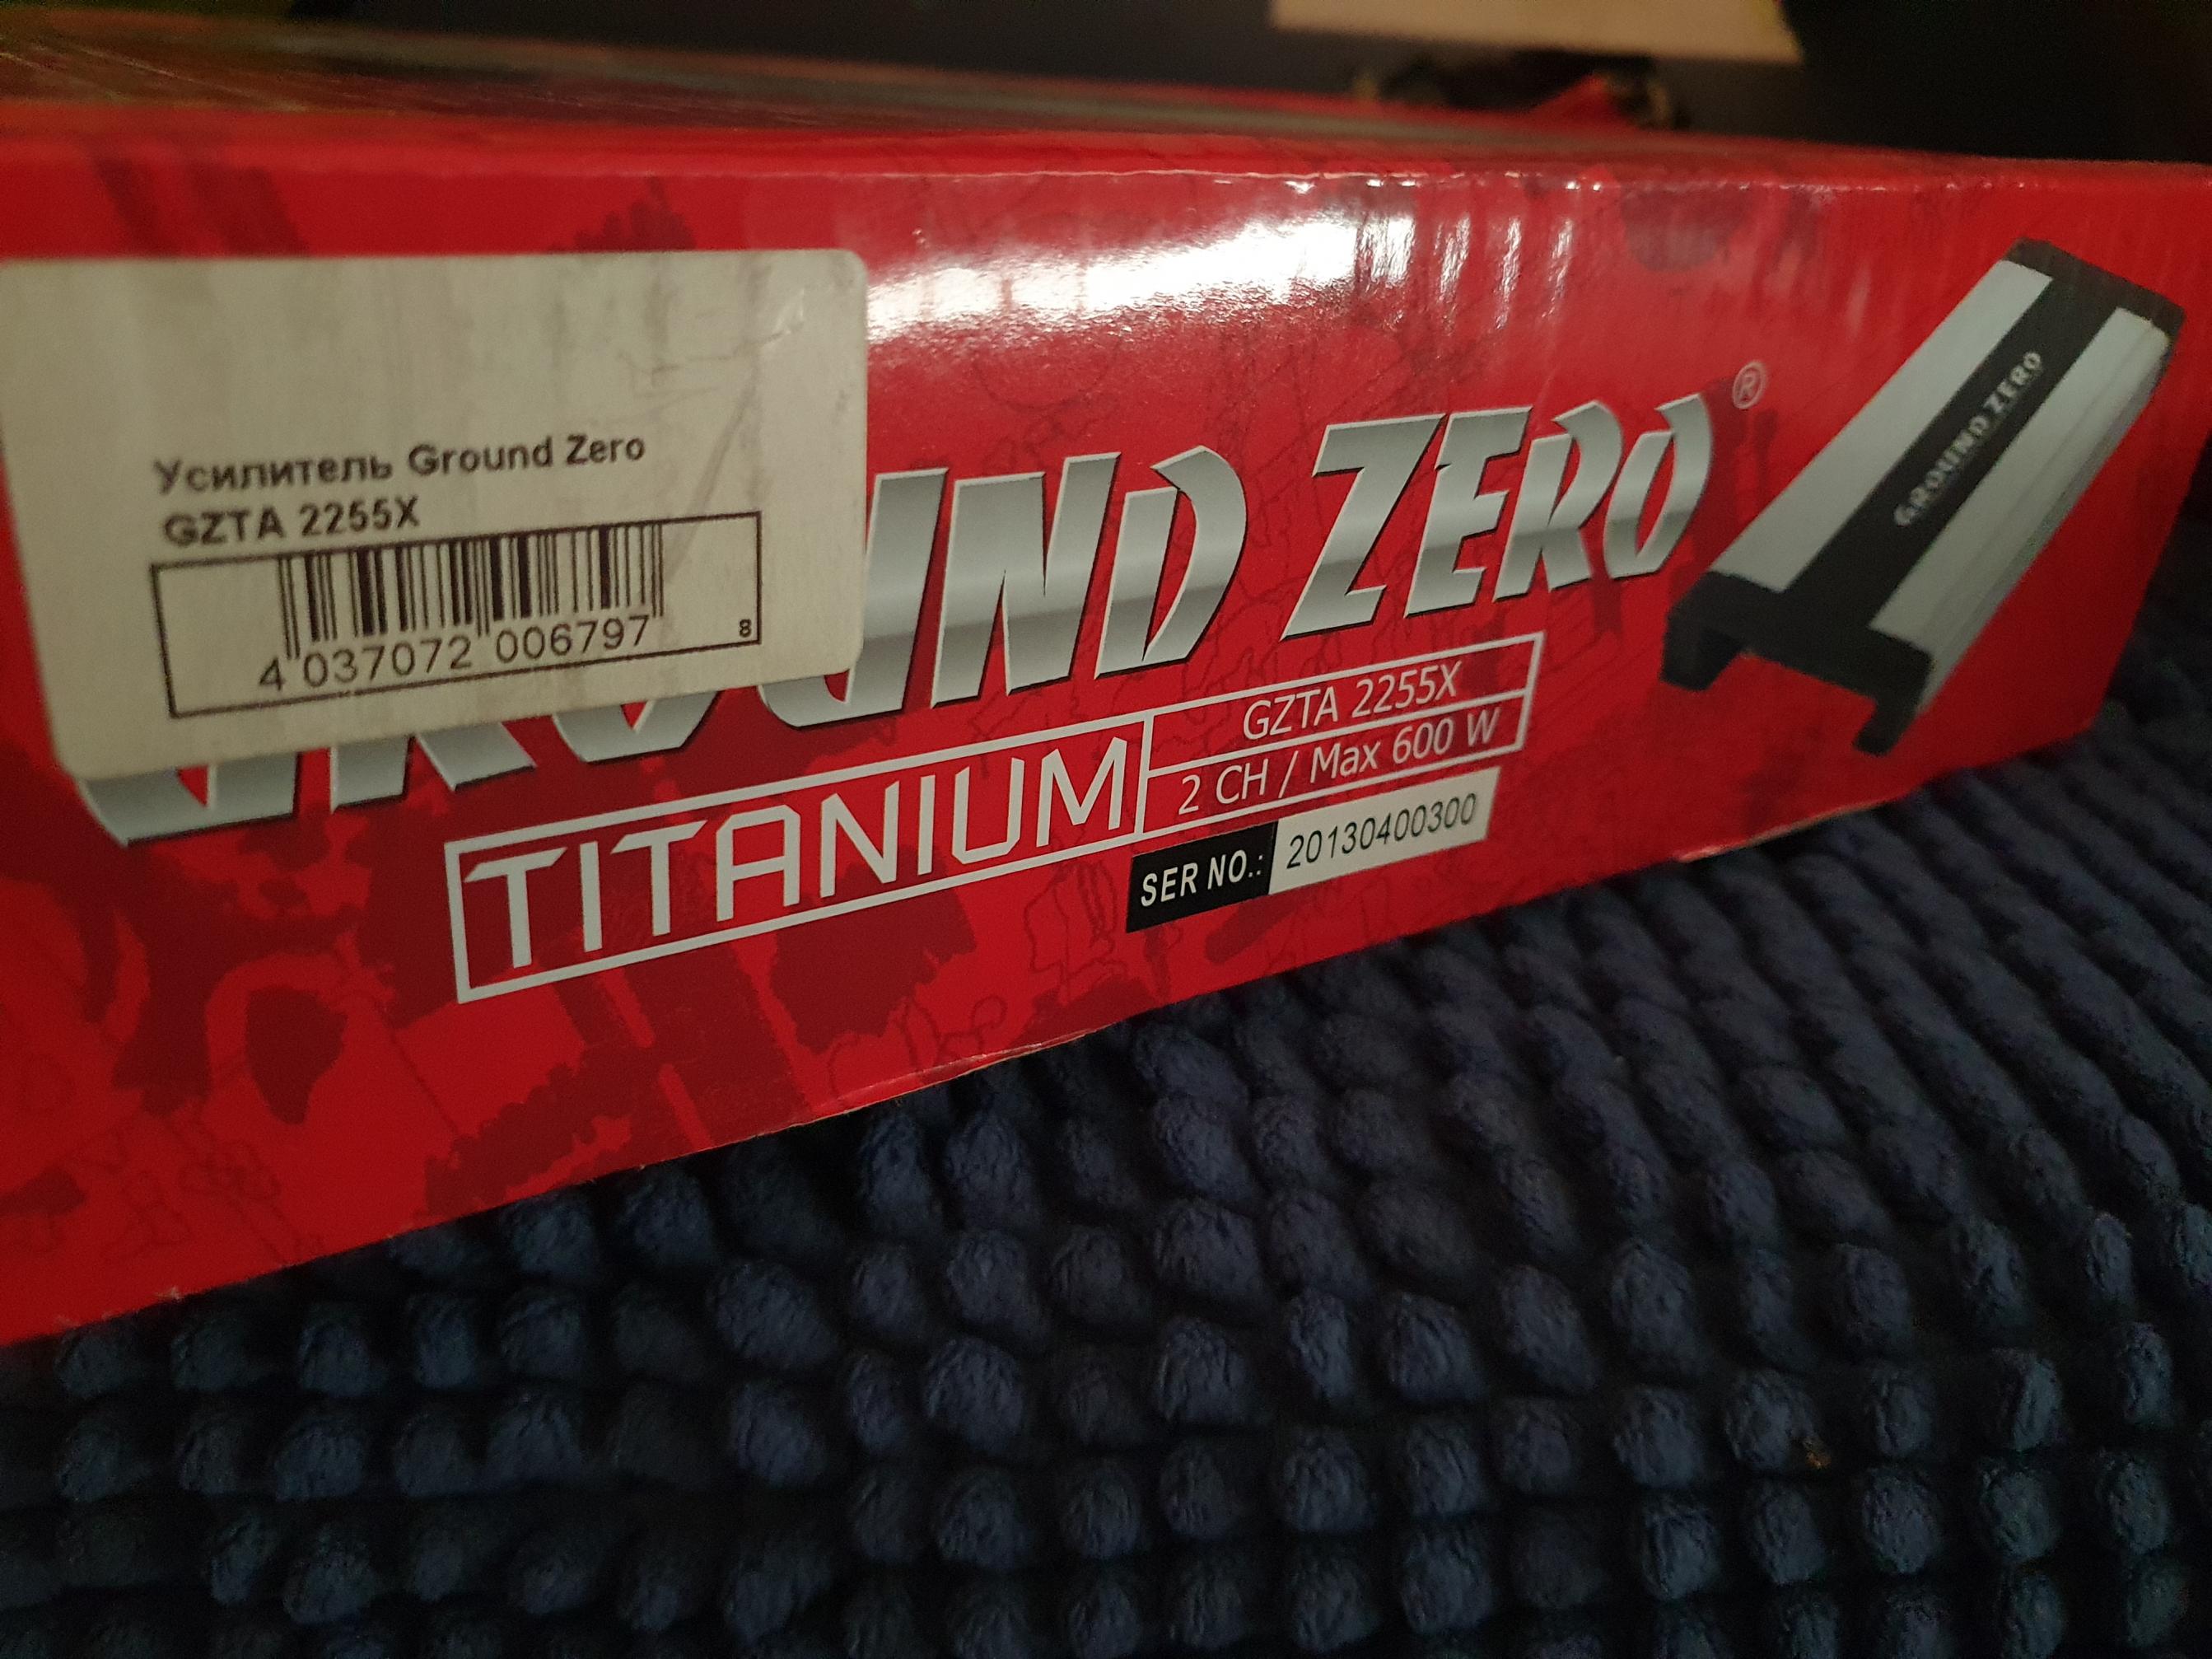 Усилитель Ground Zero
GZTA 2255X
4 037072 006797
8
GROUND ZERO®
TITANIUM
GZTA 2255X
2 CH / Max 600 W
SER NO.: 20130400300
GROUND ZERO